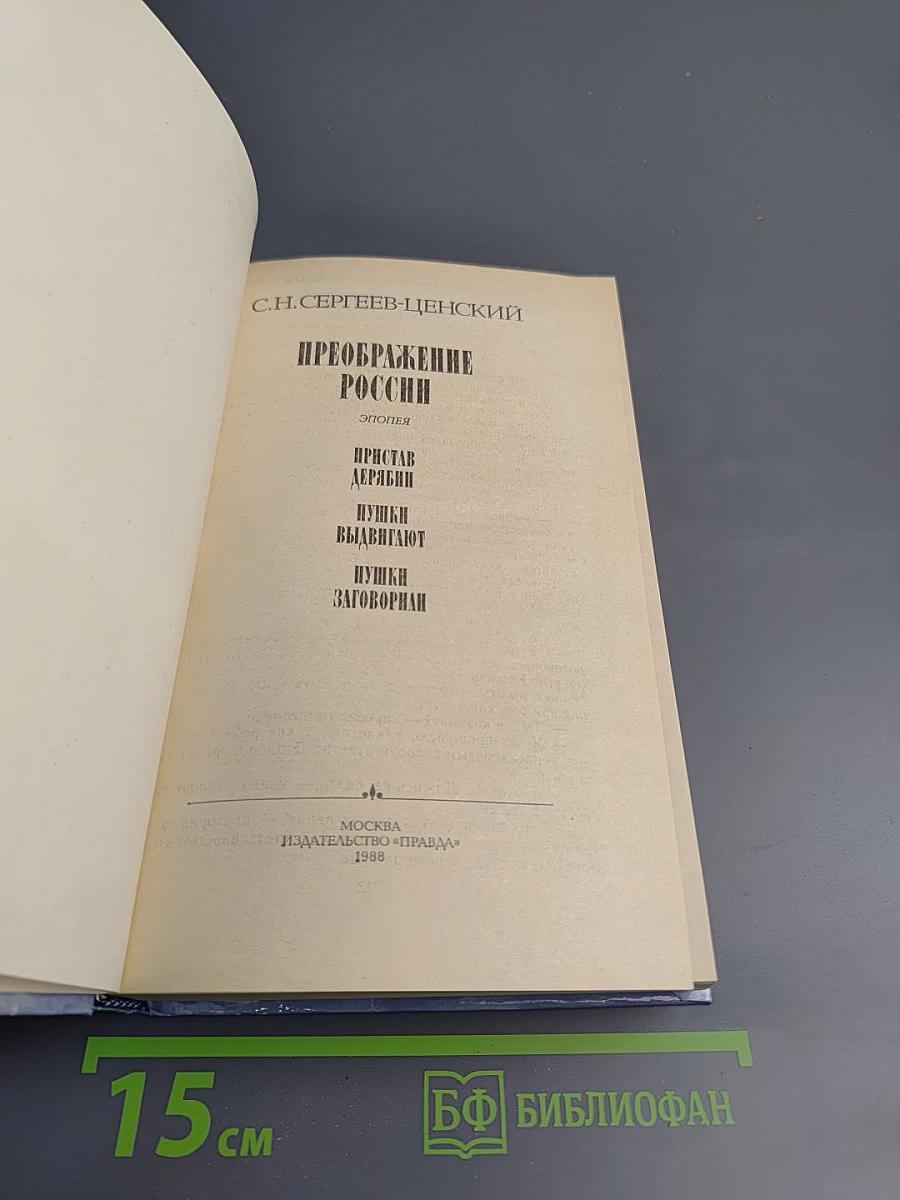 С.Н. СЕРГЕЕВ-ЦЕНСКИЙ
ПРЕОБРАЖЕНИЕ
РОССИИ
ЭПОПЕЯ
ПРИСТАВ
ДЕРЯБИН
ПУШКИ
ВЫДВИГАЮТ
ПУШКИ
ЗАГОВОРИЛИ
МОСКВА
ИЗДАТЕЛЬСТВО «ПРАВДА»
1988
15 СМ
БФ БИБЛИОФАН